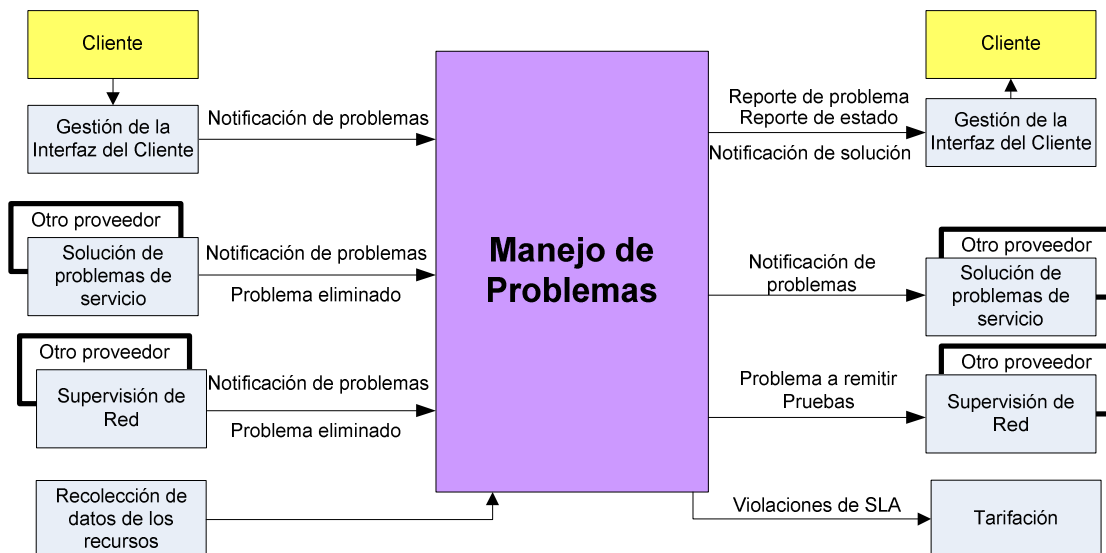 Cliente
Gestión de la
Interfaz del Cliente
Notificación de problemas
Otro proveedor
Solución de
problemas de
servicio
Notificación de problemas
Problema eliminado
Otro proveedor
Supervisión de
Red
Notificación de problemas
Problema eliminado
Recolección de
datos de los
recursos
Manejo de
Problemas
Cliente
Reporte de problema
Reporte de estado
Notificación de solución
Gestión de la
Interfaz del Cliente
Notificación de
problemas
Otro proveedor
Solución de
problemas de
servicio
Problema a remitir
Pruebas
Otro proveedor
Supervisión de
Red
Violaciones de SLA
Tarifación